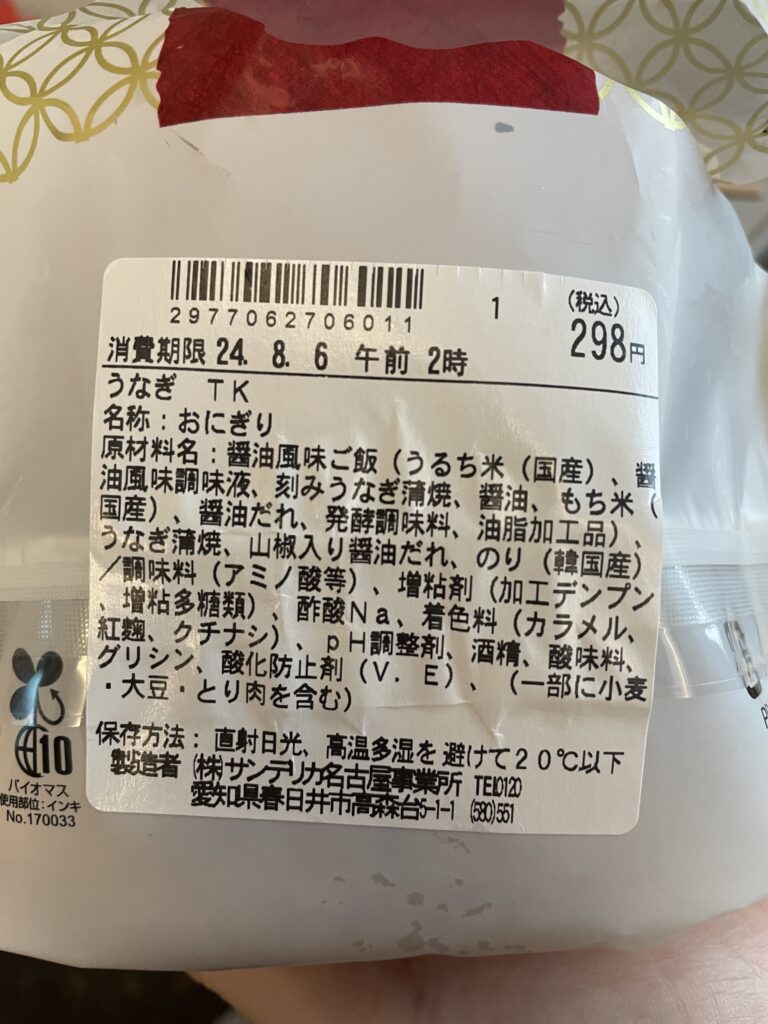 2977062706011
1
(税込)
298円
消費期限 24. 8. 6 午前 2時
うなぎ TK
名称:おにぎり
原材料名:醤油風味ご飯(うるち米(国産)、醤
油風味調味液、刻みうなぎ蒲焼、醤油、もち米(
国産)、醤油だれ、発酵調味料、油脂加工品)、
うなぎ蒲焼、山椒入り醤油だれ、のり(韓国産)
/調味料(アミノ酸等)、増粘剤(加工デンプン
、増粘多糖類)、酢酸Na、着色料(カラメル、
紅麹、クチナシ)、pH調整剤、酒精、酸味料、
グリシン、酸化防止剤(V.E)、(一部に小麦
・大豆・とり肉を含む)
保存方法:直射日光、高温多湿を避けて20℃以下
製造者 (株)サンデリカ名古屋事業所 TEL0120
愛知県春日井市高森台5-1-1 (580)551
10
バイオマス
使用部位:インキ
No.170033